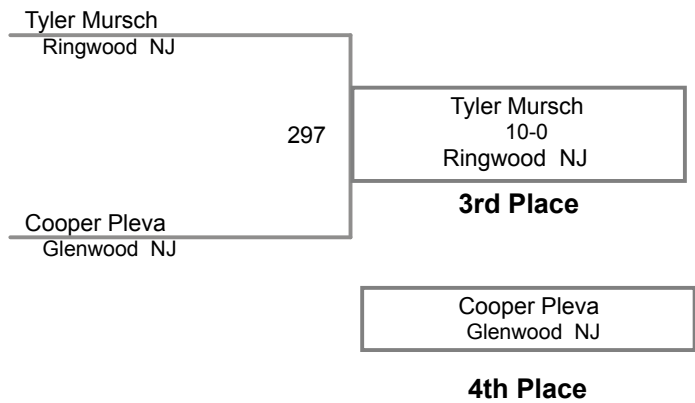 Tyler Mursch
Ringwood NJ
297
Tyler Mursch
10-0
Ringwood NJ
3rd Place
Cooper Pleva
Glenwood NJ
Cooper Pleva
Glenwood NJ
4th Place